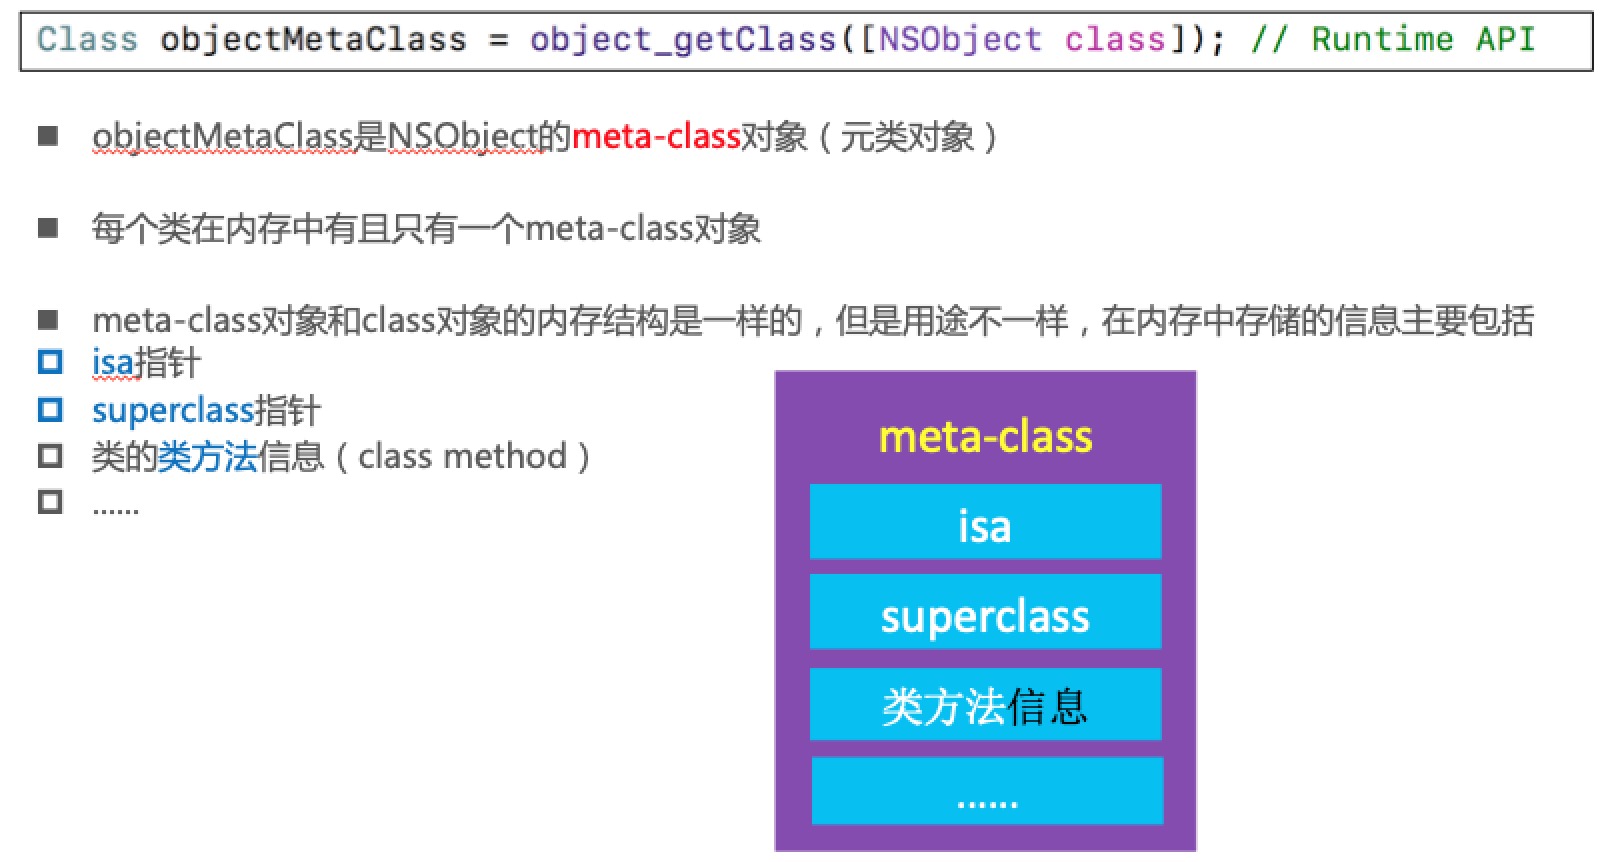 Class objectMetaClass = object_getClass([NSObject class]); // Runtime API
objectMetaClass是NSObject的meta-class对象（元类对象）
每个类在内存中有且只有一个meta-class对象
meta-class对象和class对象的内存结构是一样的，但是用途不一样，在内存中存储的信息主要包括
isa指针
superclass指针
类的类方法信息（class method）
......
meta-class
isa
superclass
类方法信息
......